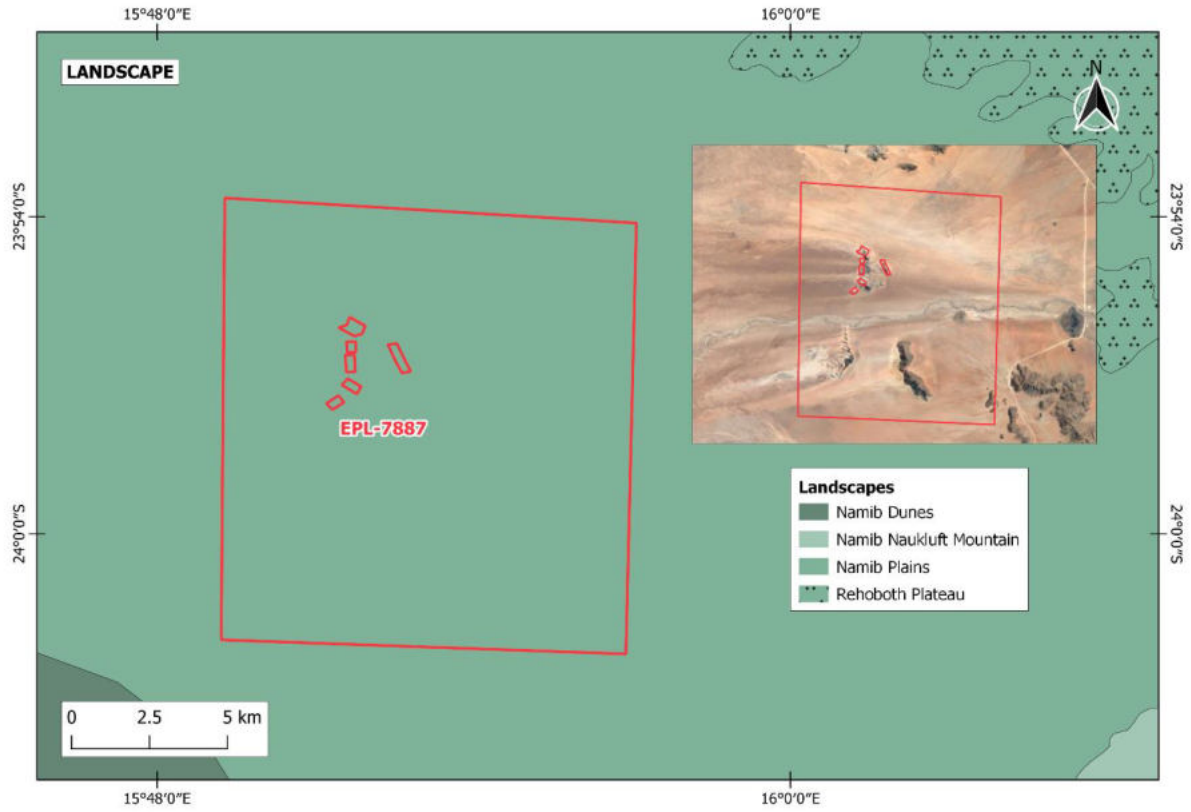 15°48'0"E
16°0'0"E
LANDSCAPE
N
23°54'0"S
23°54'0"S
EPL-7887
Landscapes
Namib Dunes
Namib Naukluft Mountain
Namib Plains
Rehoboth Plateau
24°0'0"S
24°0'0"S
0 2.5 5 km
15°48'0"E
16°0'0"E